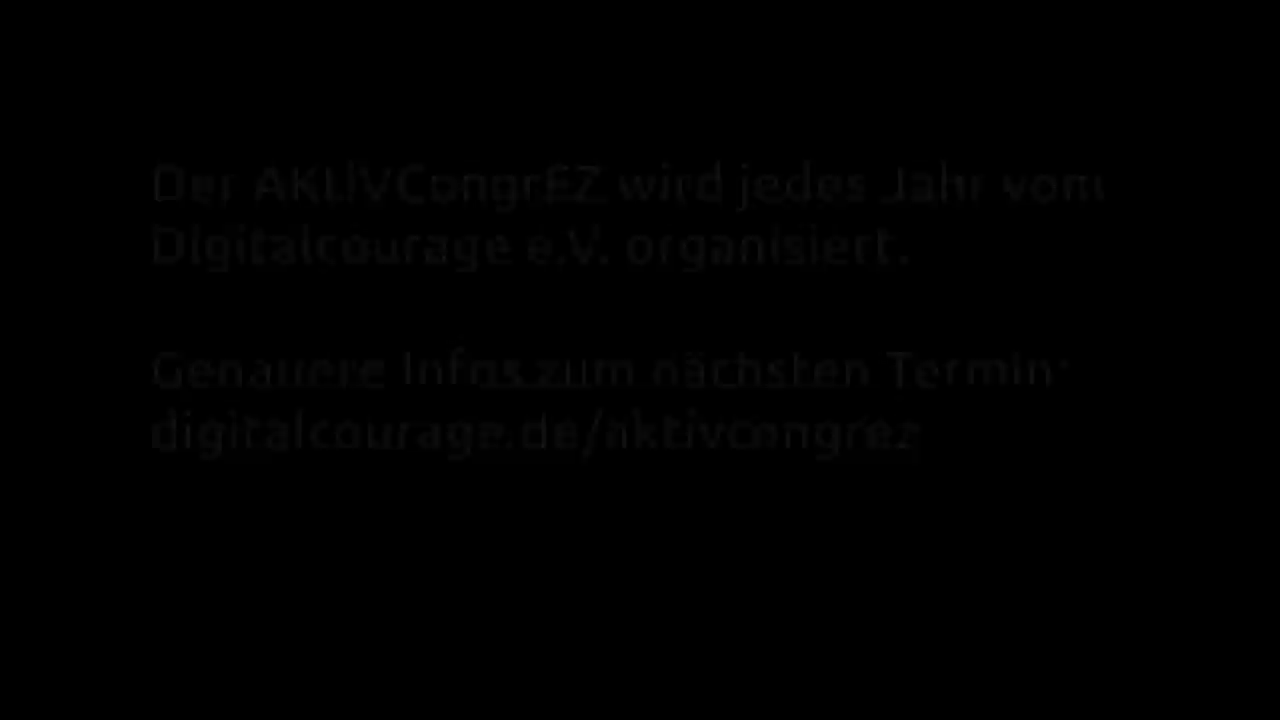 Der AKtiVCongrEZ wird jedes Jahr vom
Digitalcourage e.V. organisiert.
Genauere Infos zum nächsten Termin:
digitalcourage.de/aktivcongrez